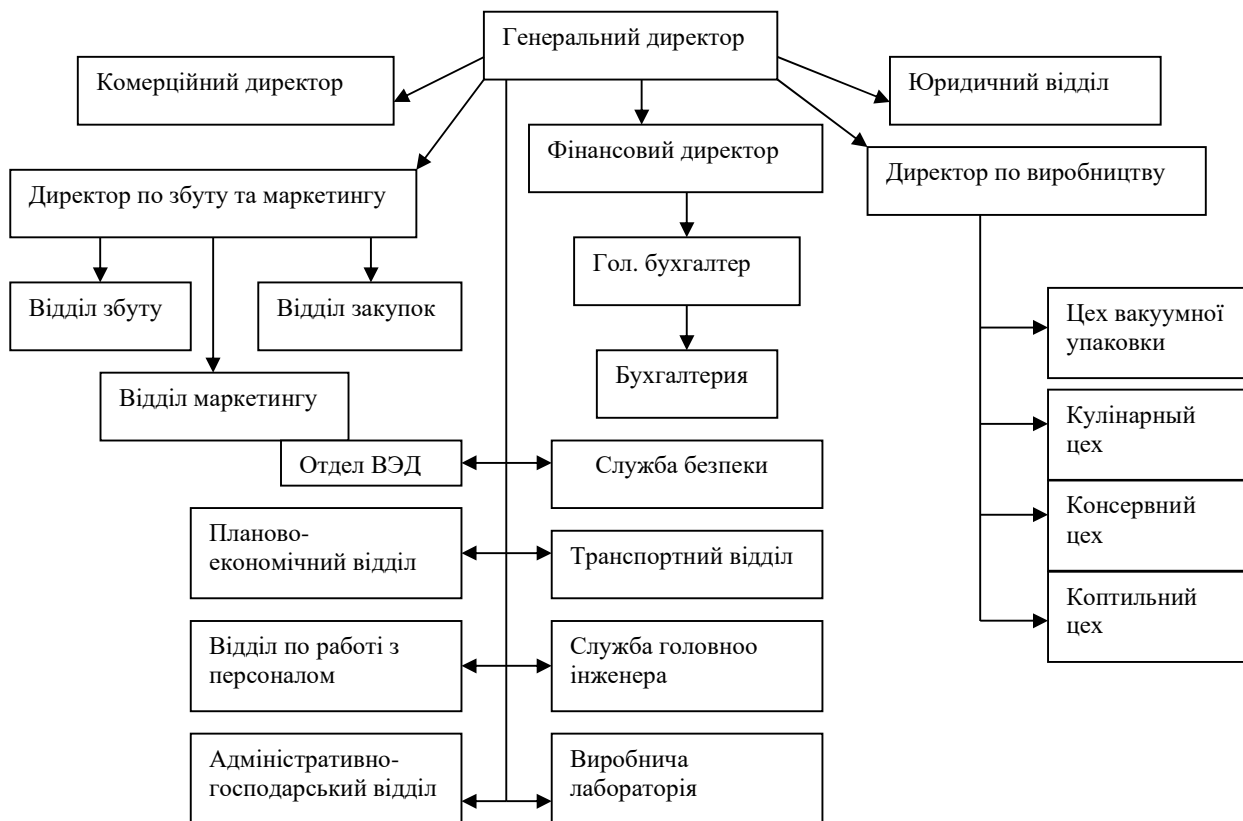 Генеральний директор
Комерційний директор
Юридичний відділ
Фінансовий директор
Директор по виробництву
Директор по збуту та маркетингу
Гол. бухгалтер
Відділ збуту
Відділ закупок
Цех вакуумної
упаковки
Бухгалтерия
Відділ маркетингу
Кулінарный
цех
Отдел ВЭД
Служба безпеки
Консервний
цех
Планово-
економічний відділ
Транспортний відділ
Коптильний
цех
Відділ по работі з
персоналом
Служба головноо
інженера
Адміністративно-
господарський відділ
Виробнича
лабораторія